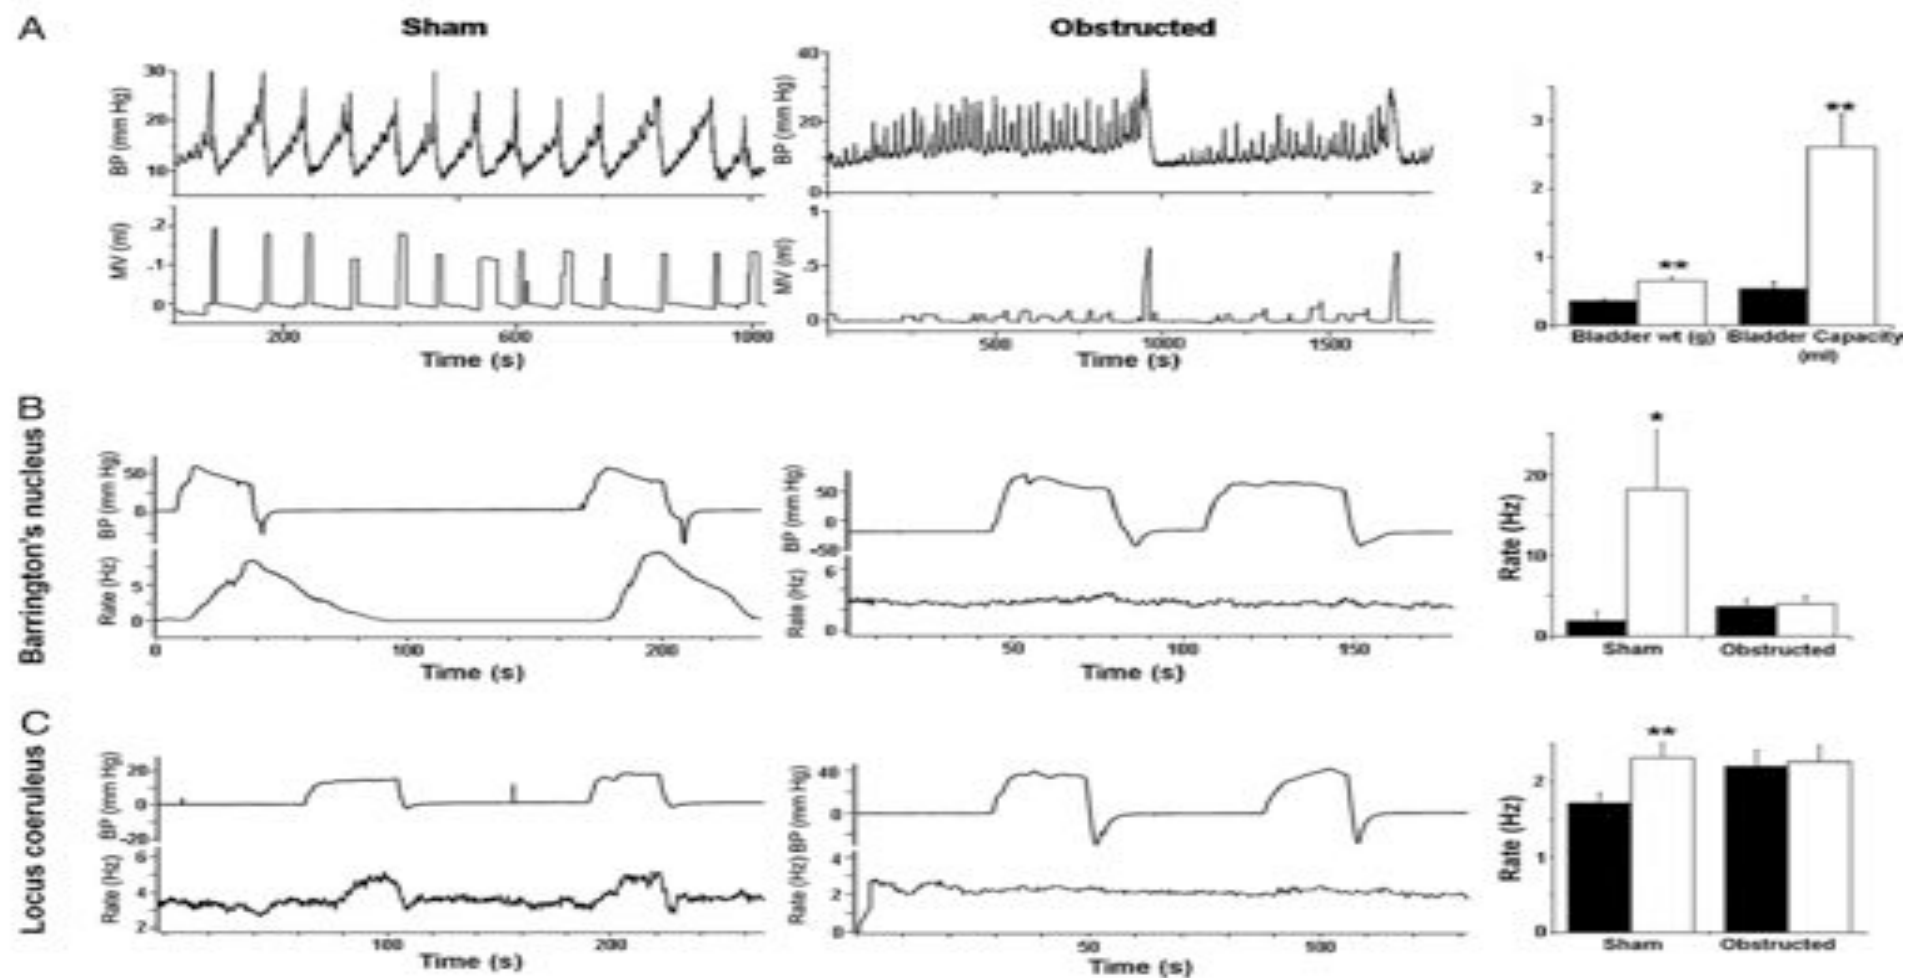 A
Sham
Obstructed
BP (mm Hg)
30
20
10
MV (ml)
.2
.1
0
200
600
1000
Time (s)
BP (mm Hg)
40
20
0
MV (ml)
.5
0
500
1000
1500
Time (s)
3
2
1
0
**
**
Bladder wt (g)
Bladder Capacity
(ml)
Barrington's nucleus B
BP (mm Hg)
50
0
Rate (Hz)
5
0
0
100
200
Time (s)
BP (mm Hg)
50
0
-50
Rate (Hz)
6
0
50
100
150
Time (s)
Rate (Hz)
20
10
0
*
Sham
Obstructed
Locus coeruleus C
BP (mm Hg)
20
0
-20
Rate (Hz)
6
4
2
100
200
Time (s)
BP (mm Hg)
40
0
Rate (Hz)
4
2
0
50
100
Time (s)
Rate (Hz)
2
1
0
**
Sham
Obstructed